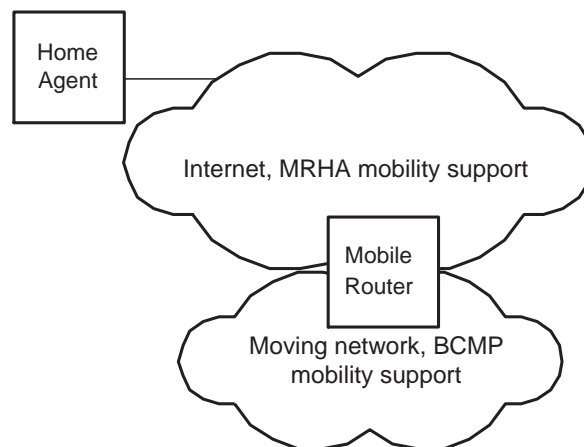 Home
Agent
Internet, MRHA mobility support
Mobile
Router
Moving network, BCMP
mobility support